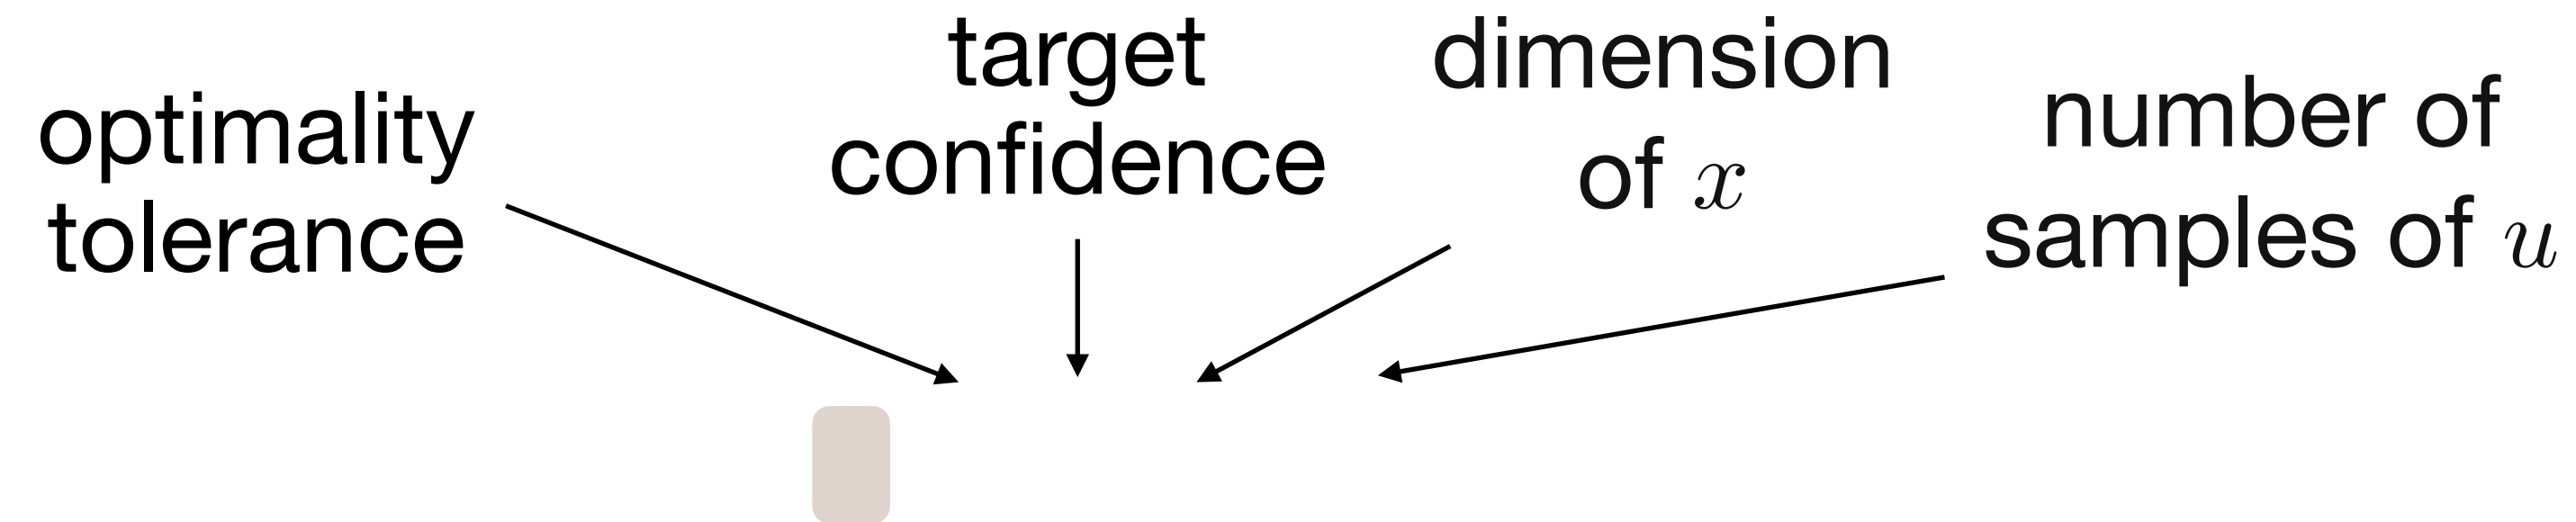 optimality
tolerance
target
confidence
dimension
of x
number of
samples of u